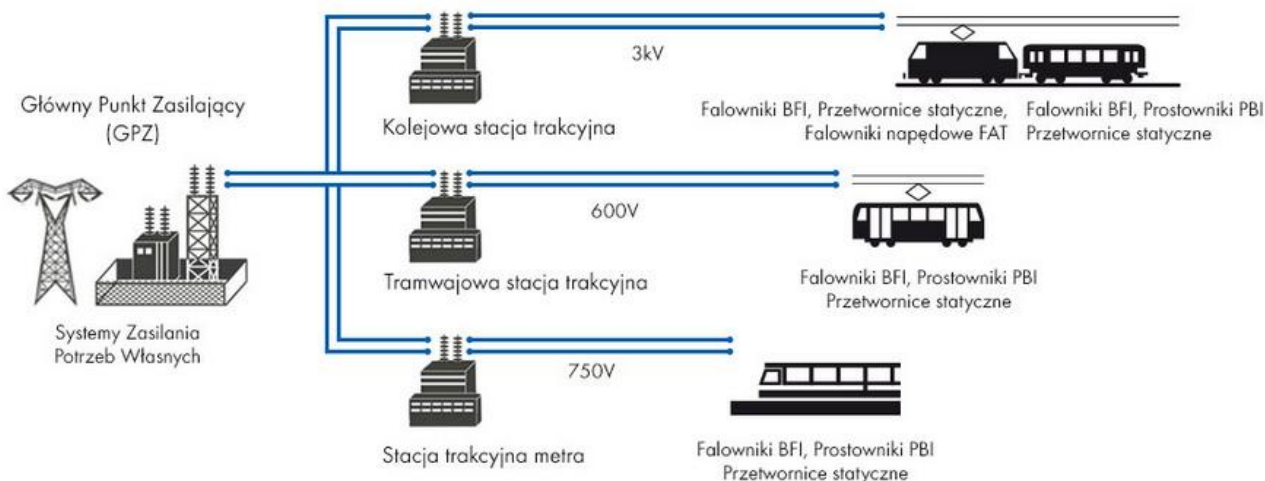 Główny Punkt Zasilający
(GPZ)
Systemy Zasilania
Potrzeb Własnych
3kV
Kolejowa stacja trakcyjna
Falowniki BFI, Przetwornice statyczne,
Falowniki napędowe FAT
Falowniki BFI, Prostowniki PBI
Przetwornice statyczne
600V
Tramwajowa stacja trakcyjna
Falowniki BFI, Prostowniki PBI
Przetwornice statyczne
750V
Stacja trakcyjna metra
Falowniki BFI, Prostowniki PBI
Przetwornice statyczne